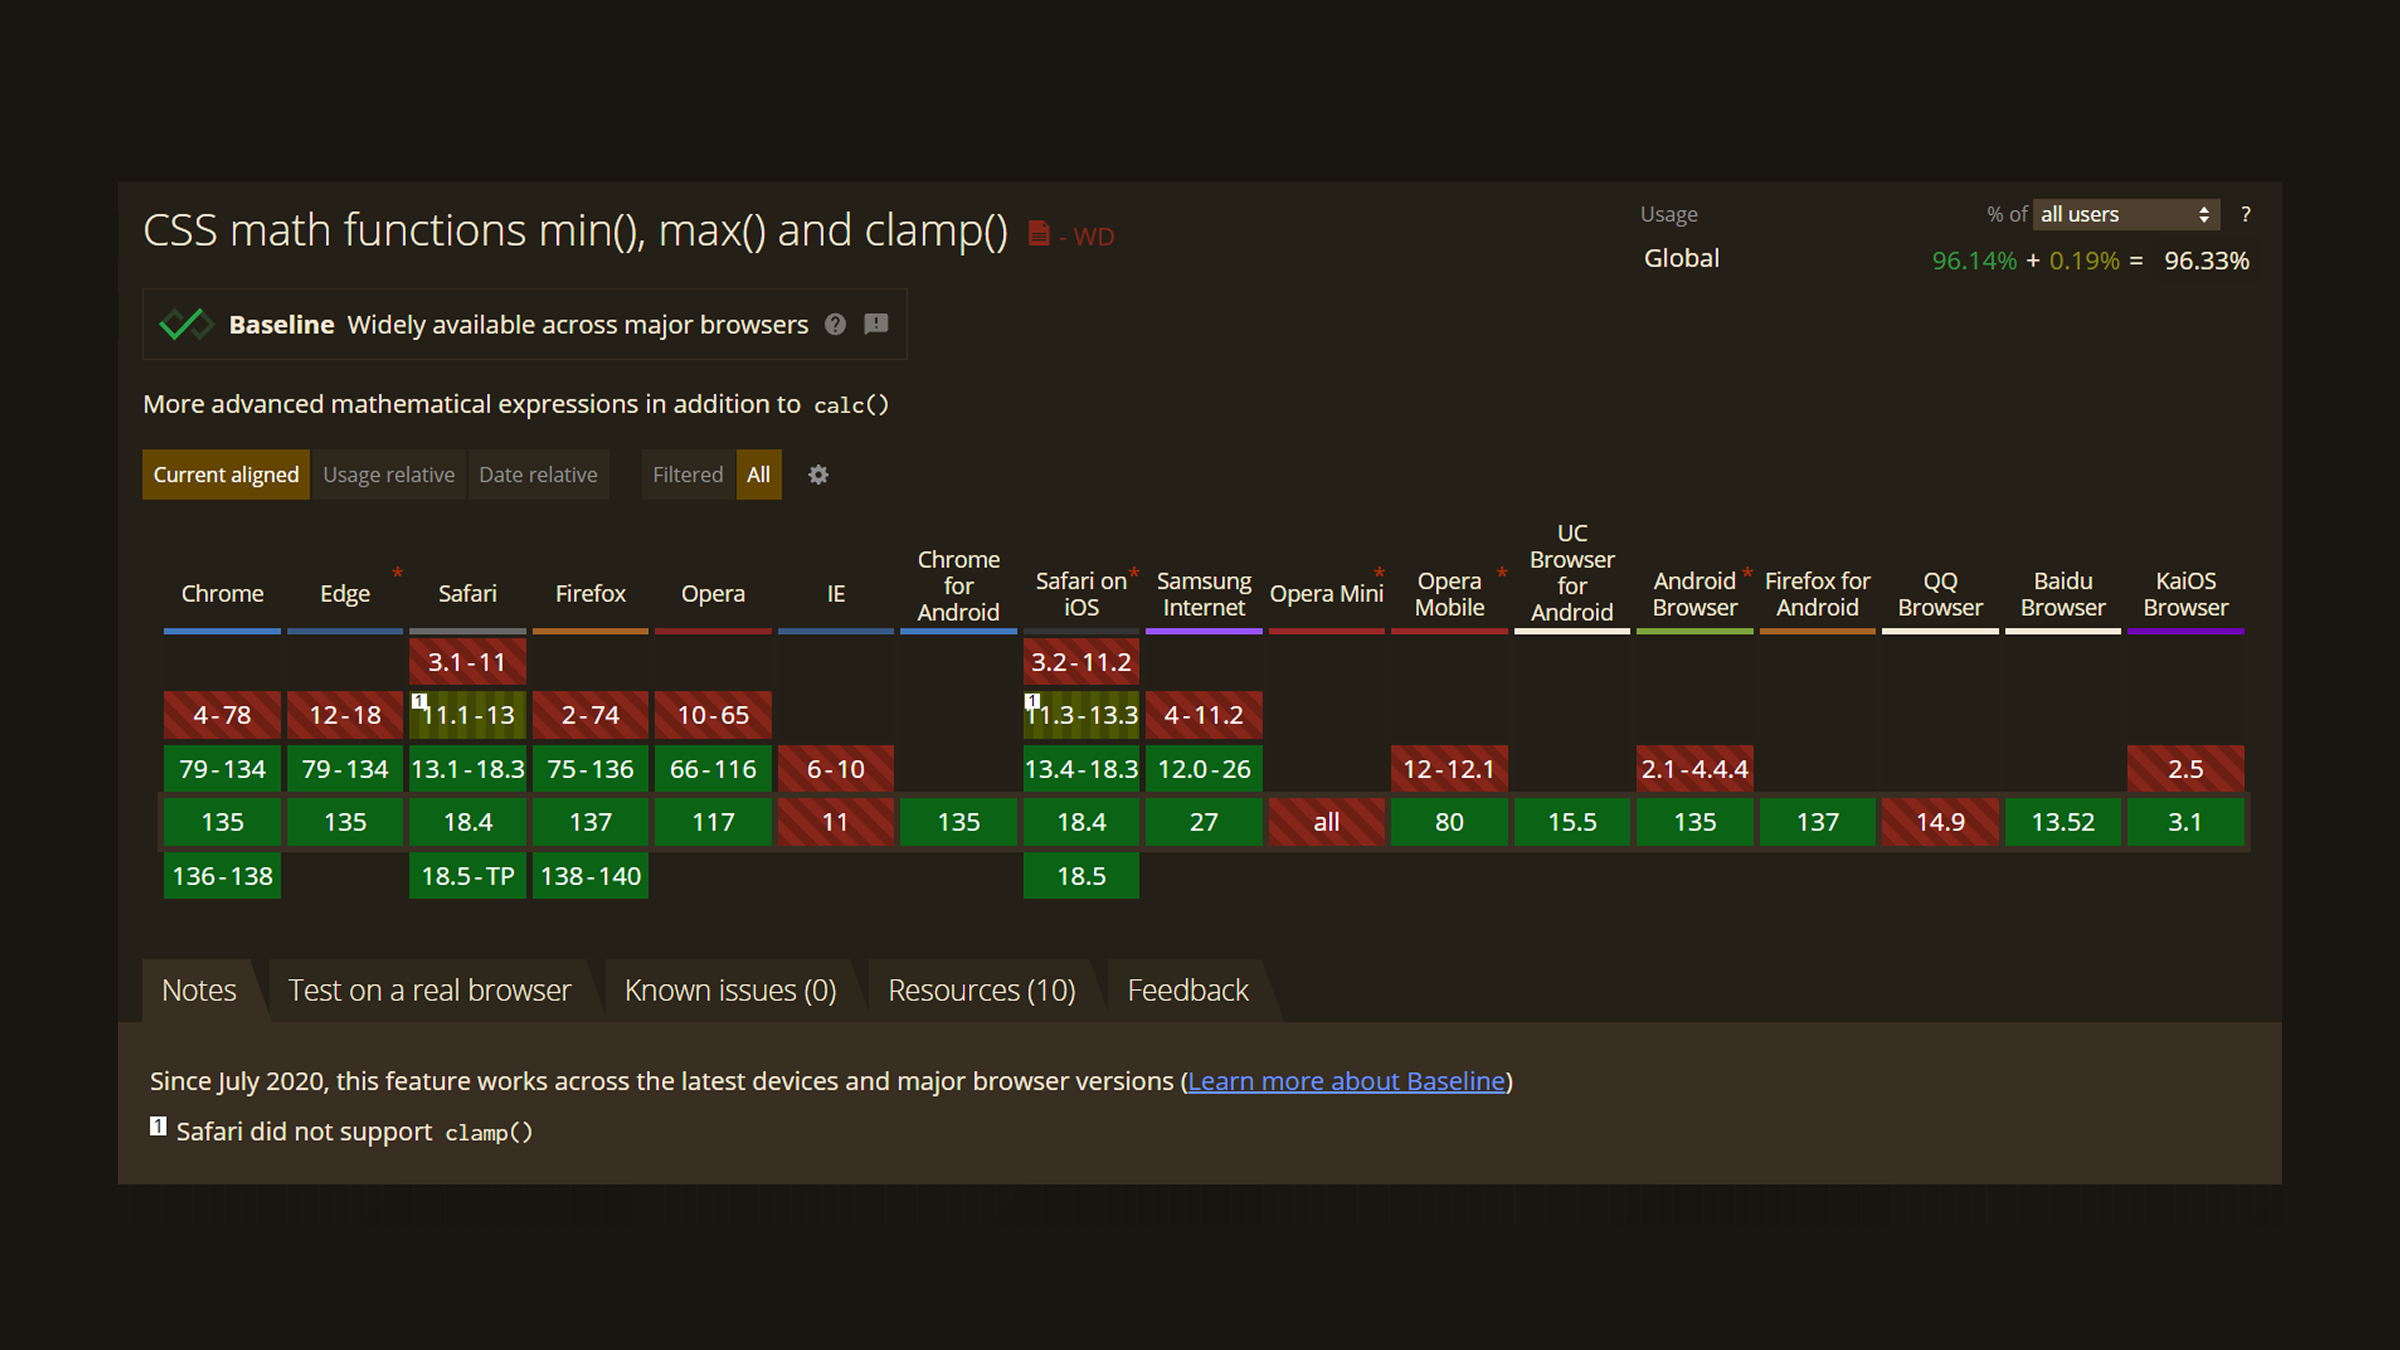 CSS math functions min(), max() and clamp() - WD
Usage % of all users ?
Global 96.14% + 0.19% = 96.33%
Baseline Widely available across major browsers ?
More advanced mathematical expressions in addition to calc()
Current aligned Usage relative Date relative Filtered All
Chrome
Edge *
Safari
Firefox
Opera
IE
Chrome
for
Android
Safari on *
iOS
Samsung
Internet
Opera Mini *
Opera *
Mobile
UC
Browser
for
Android
Android *
Browser
Firefox for
Android
QQ
Browser
Baidu
Browser
KaiOS
Browser
3.1-11 3.2-11.2
4-78 12-18 1 11.1-13 2-74 10-65 1 11.3-13.3 4-11.2
79-134 79-134 13.1-18.3 75-136 66-116 6-10 13.4-18.3 12.0-26 12-12.1 2.1-4.4.4 2.5
135 135 18.4 137 117 11 135 18.4 27 all 80 15.5 135 137 14.9 13.52 3.1
136-138 18.5-TP 138-140 18.5
Notes Test on a real browser Known issues (0) Resources (10) Feedback
Since July 2020, this feature works across the latest devices and major browser versions (Learn more about Baseline)
1 Safari did not support clamp()